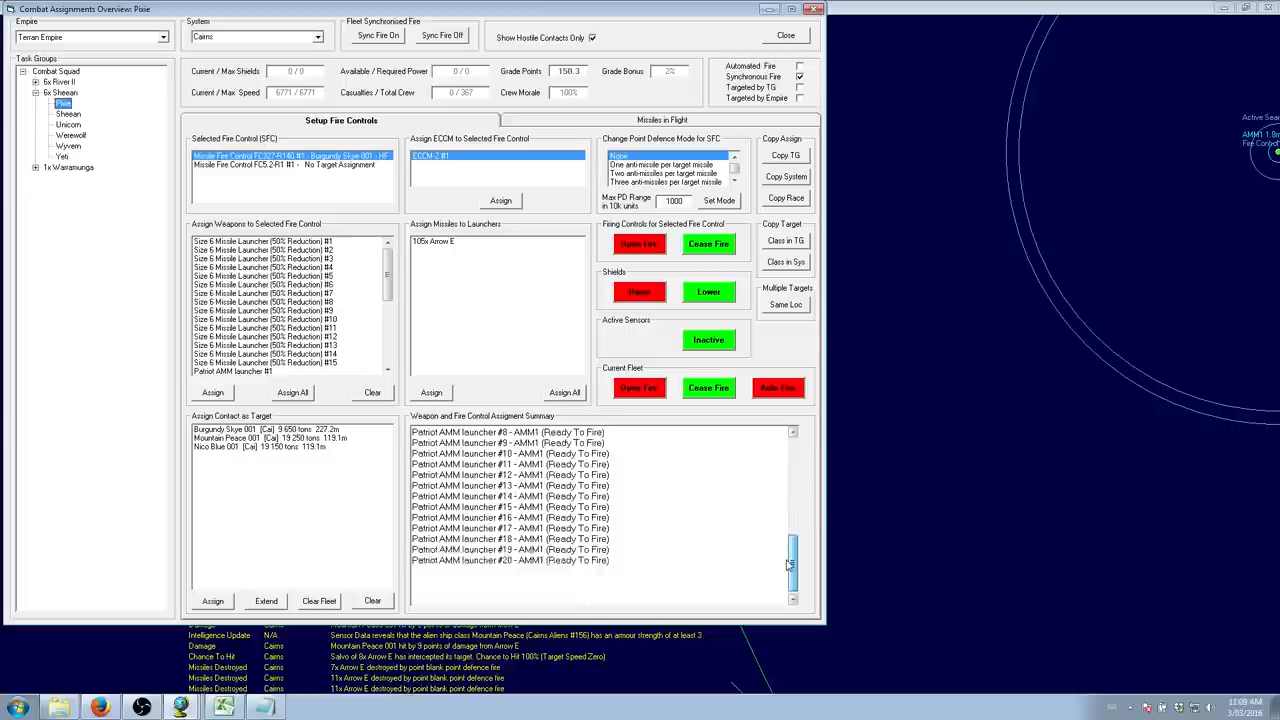 Combat Assignments Overview: Pixie
Empire
Terran Empire
System
Cairns
Fleet Synchronised Fire
Sync Fire On
Sync Fire Off
Show Hostile Contacts Only
Close
Task Groups
Combat Squad
6x River II
6x Sheean
Pixie
Sheean
Unicorn
Werewolf
Wyvern
Yeti
1x Warramunga
Current / Max Shields
0 / 0
Available / Required Power
0 / 0
Grade Points
150.3
Grade Bonus
2%
Current / Max Speed
6771 / 6771
Casualties / Total Crew
0 / 367
Crew Morale
100%
Automated Fire
Synchronous Fire
Targeted by TG
Targeted by Empire
Setup Fire Controls
Missiles in Flight
Selected Fire Control (SFC)
Missile Fire Control FC327-R140 #1 - Burgundy Skye 001 - HF
Missile Fire Control FC5.2-R1 #1 - No Target Assignment
Assign ECCM to Selected Fire Control
ECCM-2 #1
Assign
Change Point Defence Mode for SFC
None
One anti-missile per target missile
Two anti-missiles per target missile
Three anti-missiles per target missile
Max PD Range
in 10k units
1000
Set Mode
Copy Assign
Copy TG
Copy System
Copy Race
Assign Weapons to Selected Fire Control
Size 6 Missile Launcher (50% Reduction) #1
Size 6 Missile Launcher (50% Reduction) #2
Size 6 Missile Launcher (50% Reduction) #3
Size 6 Missile Launcher (50% Reduction) #4
Size 6 Missile Launcher (50% Reduction) #5
Size 6 Missile Launcher (50% Reduction) #6
Size 6 Missile Launcher (50% Reduction) #7
Size 6 Missile Launcher (50% Reduction) #8
Size 6 Missile Launcher (50% Reduction) #9
Size 6 Missile Launcher (50% Reduction) #10
Size 6 Missile Launcher (50% Reduction) #11
Size 6 Missile Launcher (50% Reduction) #12
Size 6 Missile Launcher (50% Reduction) #13
Size 6 Missile Launcher (50% Reduction) #14
Size 6 Missile Launcher (50% Reduction) #15
Patriot AMM launcher #1
Assign
Assign All
Clear
Assign Missiles to Launchers
105x Arrow E
Assign
Assign All
Firing Controls for Selected Fire Control
Open Fire
Cease Fire
Shields
Raise
Lower
Active Sensors
Inactive
Current Fleet
Open Fire
Cease Fire
Auto Fire
Copy Target
Class in TG
Class in Sys
Multiple Targets
Same Loc
Assign Contact as Target
Burgundy Skye 001 [Cai] 9 650 tons 227.2m
Mountain Peace 001 [Cai] 19 250 tons 119.1m
Nico Blue 001 [Cai] 19 150 tons 119.1m
Assign
Extend
Clear Fleet
Clear
Weapon and Fire Control Assigment Summary
Patriot AMM launcher #8 - AMM1 (Ready To Fire)
Patriot AMM launcher #9 - AMM1 (Ready To Fire)
Patriot AMM launcher #10 - AMM1 (Ready To Fire)
Patriot AMM launcher #11 - AMM1 (Ready To Fire)
Patriot AMM launcher #12 - AMM1 (Ready To Fire)
Patriot AMM launcher #13 - AMM1 (Ready To Fire)
Patriot AMM launcher #14 - AMM1 (Ready To Fire)
Patriot AMM launcher #15 - AMM1 (Ready To Fire)
Patriot AMM launcher #16 - AMM1 (Ready To Fire)
Patriot AMM launcher #17 - AMM1 (Ready To Fire)
Patriot AMM launcher #18 - AMM1 (Ready To Fire)
Patriot AMM launcher #19 - AMM1 (Ready To Fire)
Patriot AMM launcher #20 - AMM1 (Ready To Fire)
Active Sea
AMM1 1.8m
Fire Control
Intelligence Update N/A Sensor Data reveals that the alien ship class Mountain Peace (Cairns Aliens #156) has an armour strength of at least 3
Damage Cairns Mountain Peace 001 hit by 9 points of damage from Arrow E
Chance To Hit Cairns Salvo of 8x Arrow E has intercepted its target. Chance to Hit 100% (Target Speed Zero)
Missiles Destroyed Cairns 7x Arrow E destroyed by point blank point defence fire
Missiles Destroyed Cairns 11x Arrow E destroyed by point blank point defence fire
Missiles Destroyed Cairns 11x Arrow E destroyed by point blank point defence fire
11:09 AM
3/03/2016